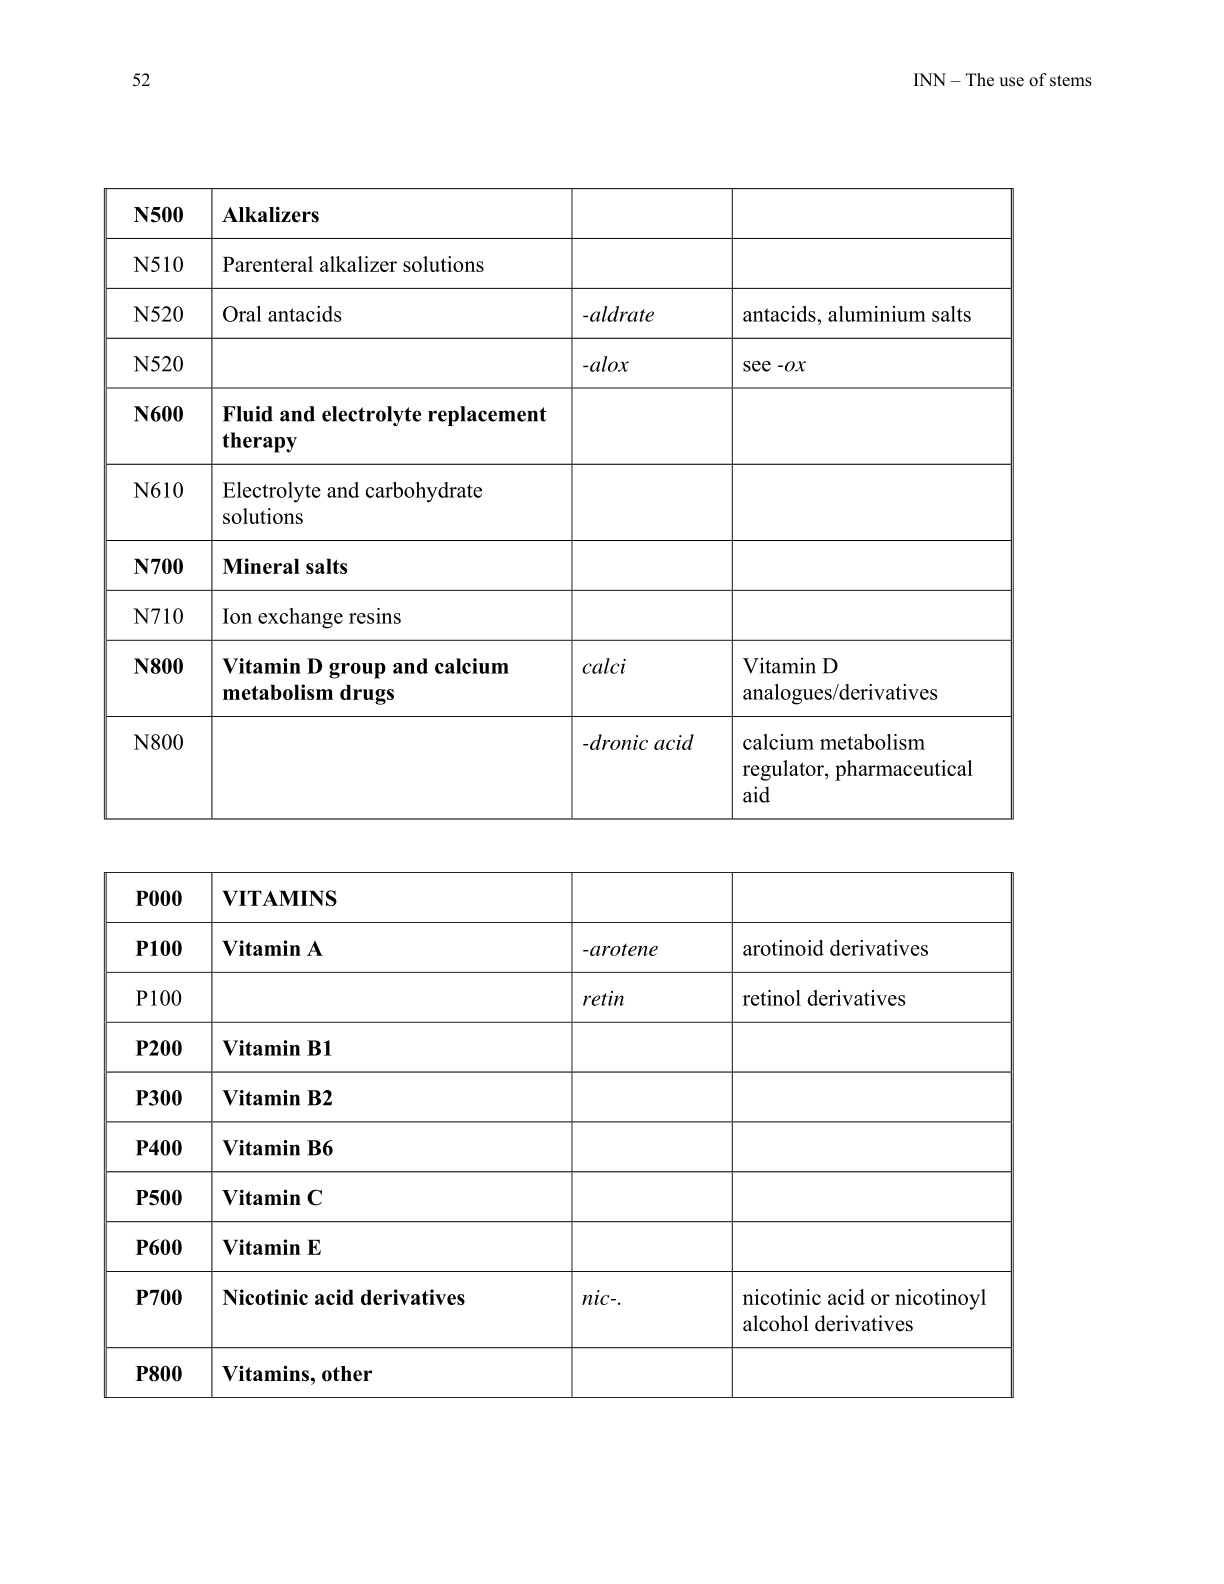 52 INN – The use of stems
N500 Alkalizers
N510 Parenteral alkalizer solutions
N520 Oral antacids -aldrate antacids, aluminium salts
N520 -alox see -ox
N600 Fluid and electrolyte replacement
therapy
N610 Electrolyte and carbohydrate
solutions
N700 Mineral salts
N710 Ion exchange resins
N800 Vitamin D group and calcium calci Vitamin D
metabolism drugs analogues/derivatives
N800 -dronic acid calcium metabolism
regulator, pharmaceutical
aid
P000 VITAMINS
P100 Vitamin A -arotene arotinoid derivatives
P100 retin retinol derivatives
P200 Vitamin B1
P300 Vitamin B2
P400 Vitamin B6
P500 Vitamin C
P600 Vitamin E
P700 Nicotinic acid derivatives nic-. nicotinic acid or nicotinoyl
alcohol derivatives
P800 Vitamins, other